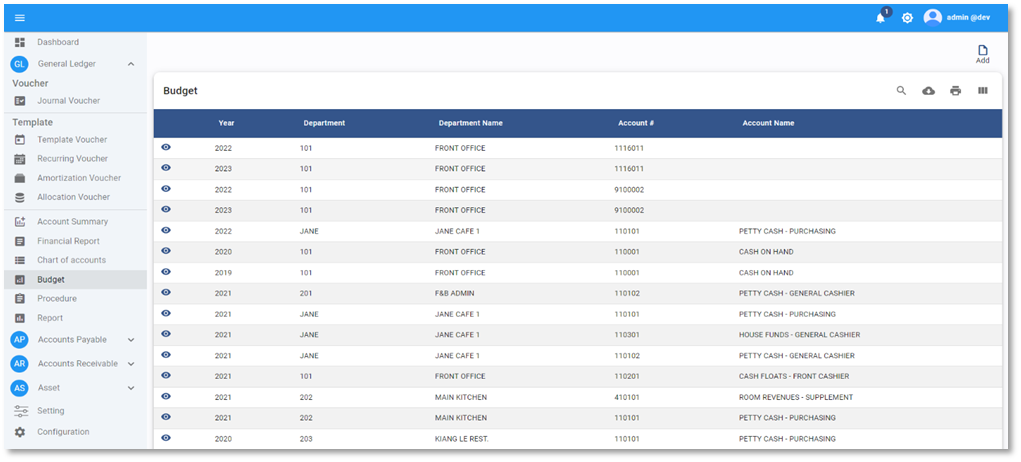 1 admin @dev
Dashboard
GL General Ledger
Voucher
Journal Voucher
Template
Template Voucher
Recurring Voucher
Amortization Voucher
Allocation Voucher
Account Summary
Financial Report
Chart of accounts
Budget
Procedure
Report
AP Accounts Payable
AR Accounts Receivable
AS Asset
Setting
Configuration
Add
Budget
Year Department Department Name Account # Account Name
2022 101 FRONT OFFICE 1116011
2023 101 FRONT OFFICE 1116011
2022 101 FRONT OFFICE 9100002
2023 101 FRONT OFFICE 9100002
2022 JANE JANE CAFE 1 110101 PETTY CASH - PURCHASING
2020 101 FRONT OFFICE 110001 CASH ON HAND
2019 101 FRONT OFFICE 110001 CASH ON HAND
2021 201 F&B ADMIN 110102 PETTY CASH - GENERAL CASHIER
2021 JANE JANE CAFE 1 110101 PETTY CASH - PURCHASING
2021 JANE JANE CAFE 1 110301 HOUSE FUNDS - GENERAL CASHIER
2021 JANE JANE CAFE 1 110102 PETTY CASH - GENERAL CASHIER
2021 101 FRONT OFFICE 110201 CASH FLOATS - FRONT CASHIER
2021 202 MAIN KITCHEN 410101 ROOM REVENUES - SUPPLEMENT
2021 202 MAIN KITCHEN 110101 PETTY CASH - PURCHASING
2020 203 KIANG LE REST. 110101 PETTY CASH - PURCHASING